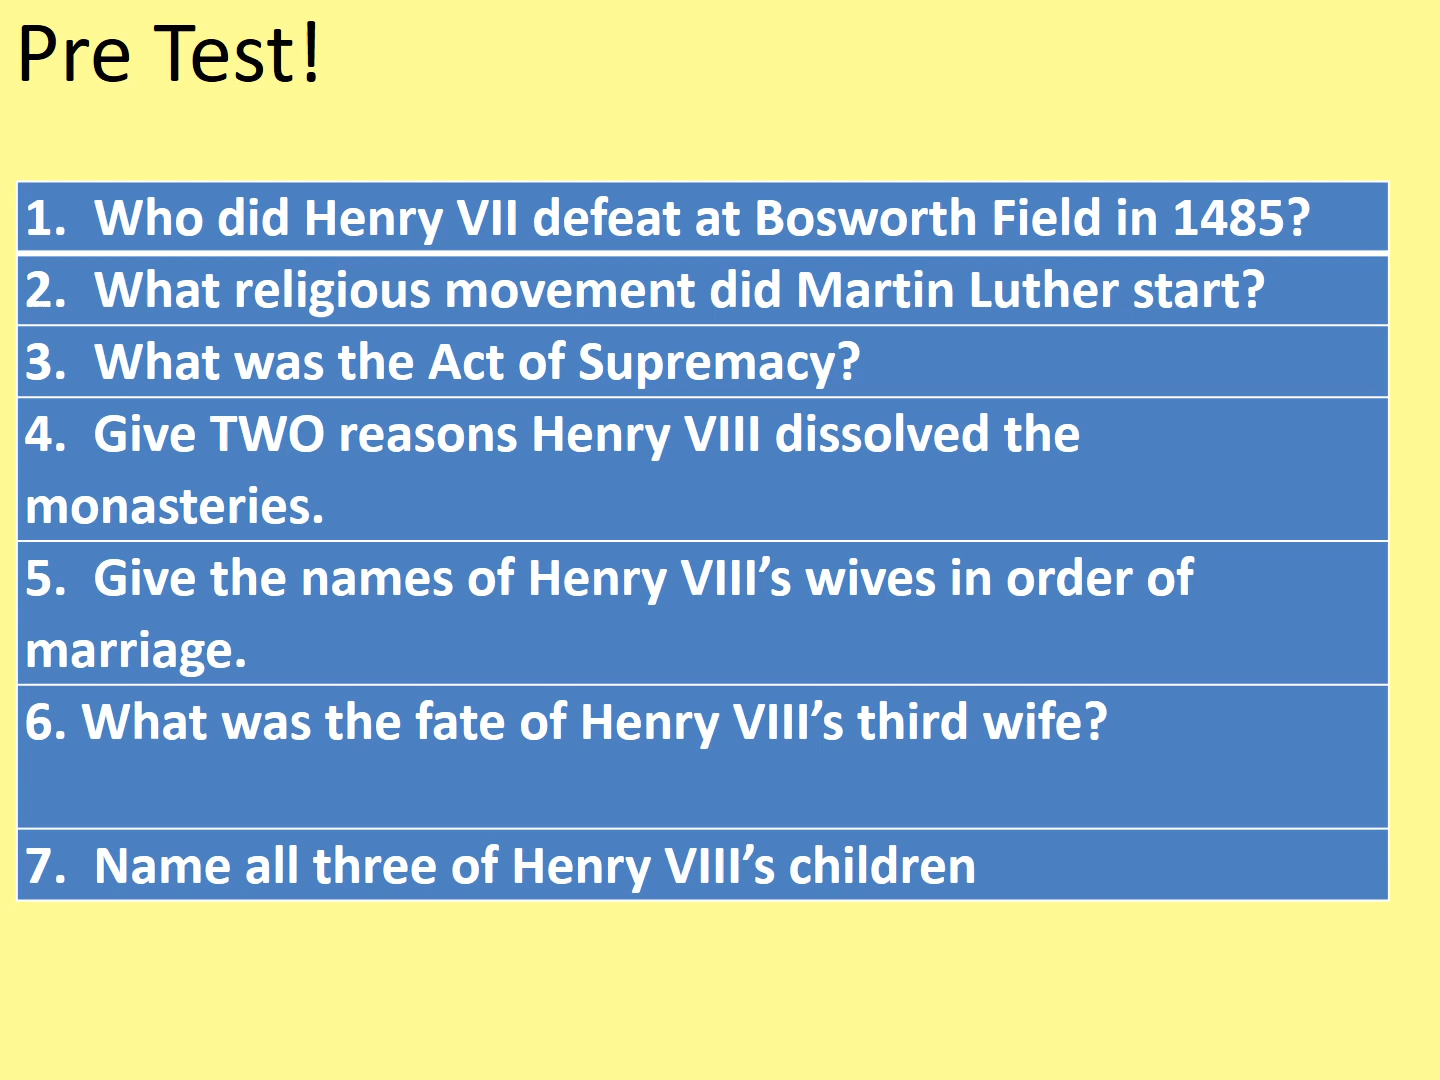 Pre Test!
1.  Who did Henry VII defeat at Bosworth Field in 1485?
2.  What religious movement did Martin Luther start?
3.  What was the Act of Supremacy?
4.  Give TWO reasons Henry VIII dissolved the
monasteries.
5.  Give the names of Henry VIII’s wives in order of
marriage.
6. What was the fate of Henry VIII’s third wife?
7.  Name all three of Henry VIII’s children